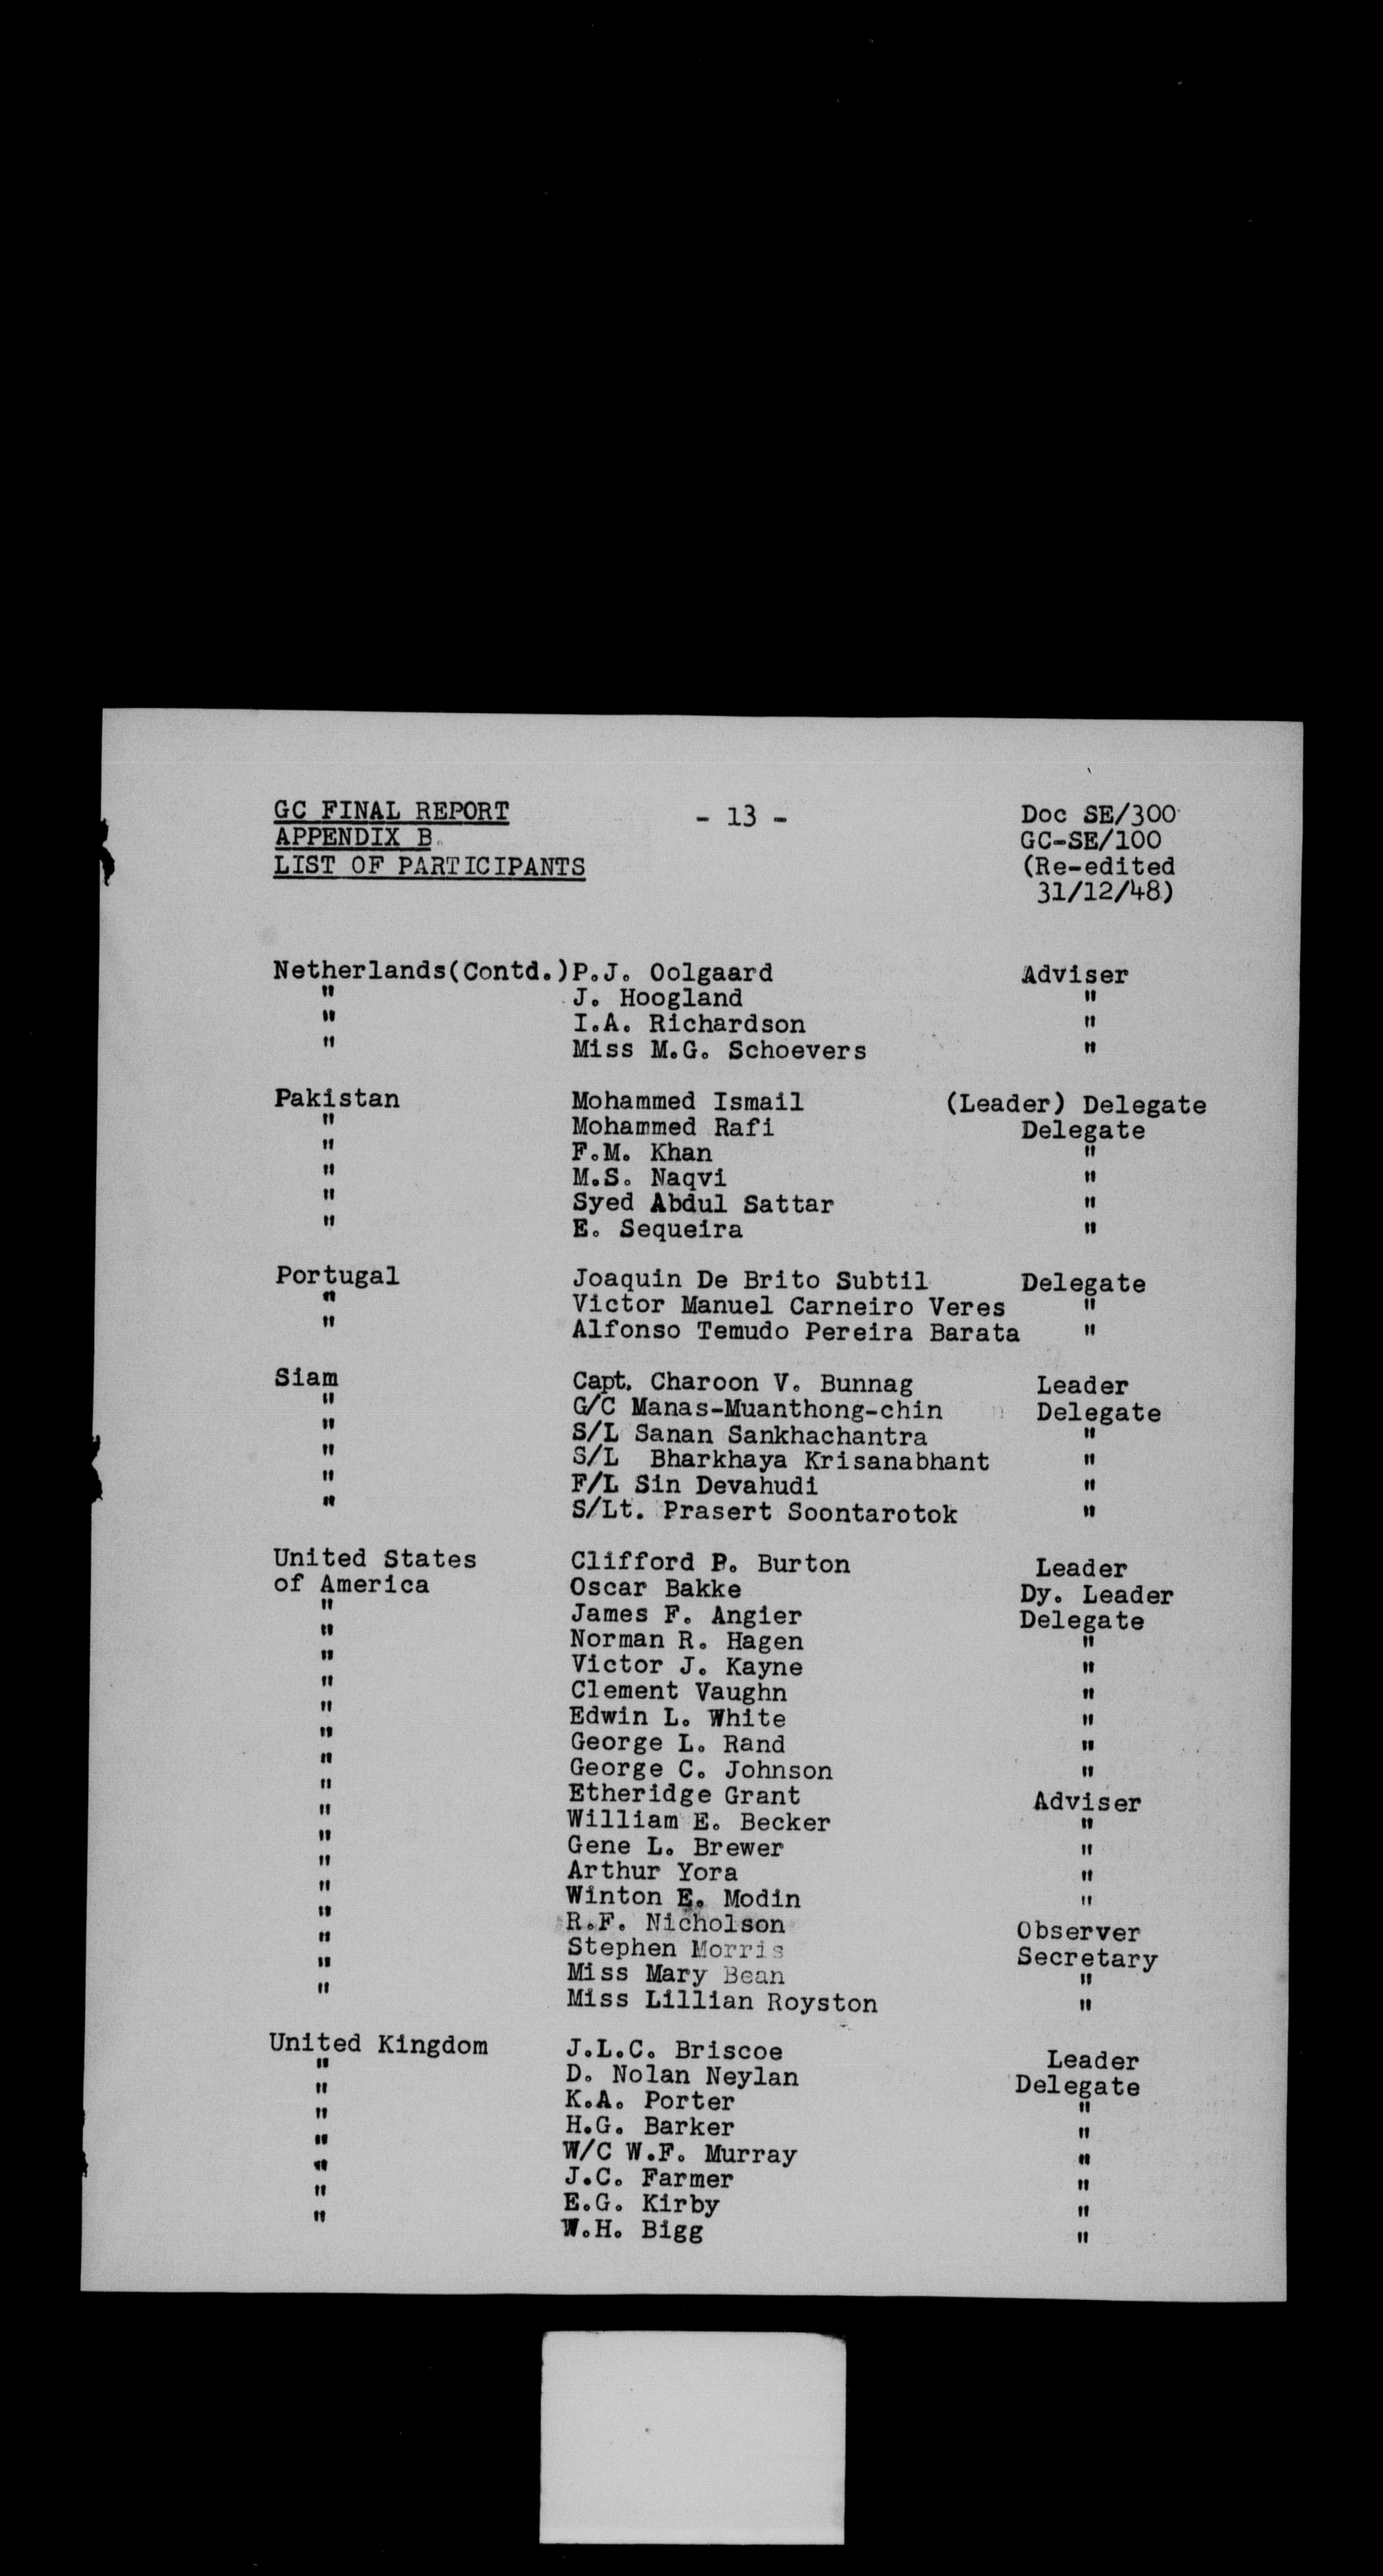 GC FINAL REPORT - 13 - Doc SE/300
APPENDIX B. GC-SE/100
LIST OF PARTICIPANTS (Re-edited
31/12/48)
Netherlands(Contd.) P.J. Oolgaard Adviser
" J. Hoogland "
" I.A. Richardson "
" Miss M.G. Schoevers "
Pakistan Mohammed Ismail (Leader) Delegate
" Mohammed Rafi Delegate
" F.M. Khan "
" M.S. Naqvi "
" Syed Abdul Sattar "
" E. Sequeira "
Portugal Joaquin De Brito Subtil Delegate
" Victor Manuel Carneiro Veres "
" Alfonso Temudo Pereira Barata "
Siam Capt. Charoon V. Bunnag Leader
" G/C Manas-Muanthong-chin Delegate
" S/L Sanan Sankhachantra "
" S/L Bharkhaya Krisanabhant "
" F/L Sin Devahudi "
" S/Lt. Prasert Soontarotok "
United States Clifford P. Burton Leader
of America Oscar Bakke Dy. Leader
" James F. Angier Delegate
" Norman R. Hagen "
" Victor J. Kayne "
" Clement Vaughn "
" Edwin L. White "
" George L. Rand "
" George C. Johnson "
" Etheridge Grant Adviser
" William E. Becker "
" Gene L. Brewer "
" Arthur Yora "
" Winton E. Modin "
" R.F. Nicholson Observer
" Stephen Morris Secretary
" Miss Mary Bean "
" Miss Lillian Royston "
United Kingdom J.L.C. Briscoe Leader
" D. Nolan Neylan Delegate
" K.A. Porter "
" H.G. Barker "
" W/C W.F. Murray "
" J.C. Farmer "
" E.G. Kirby "
" W.H. Bigg "